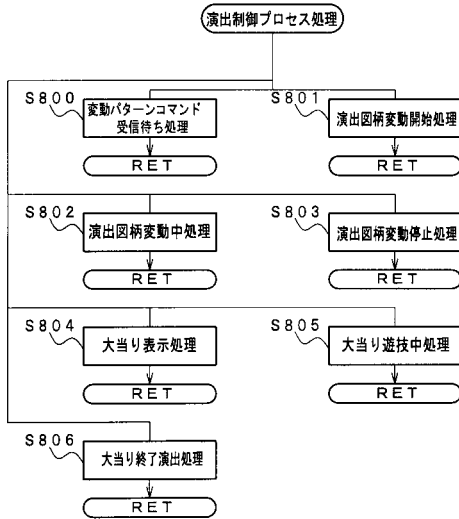 演出制御プロセス処理
S800
変動パターンコマンド
受信待ち処理
RET
S801
演出図柄変動開始処理
RET
S802
演出図柄変動中処理
RET
S803
演出図柄変動停止処理
RET
S804
大当り表示処理
RET
S805
大当り遊技中処理
RET
S806
大当り終了演出処理
RET